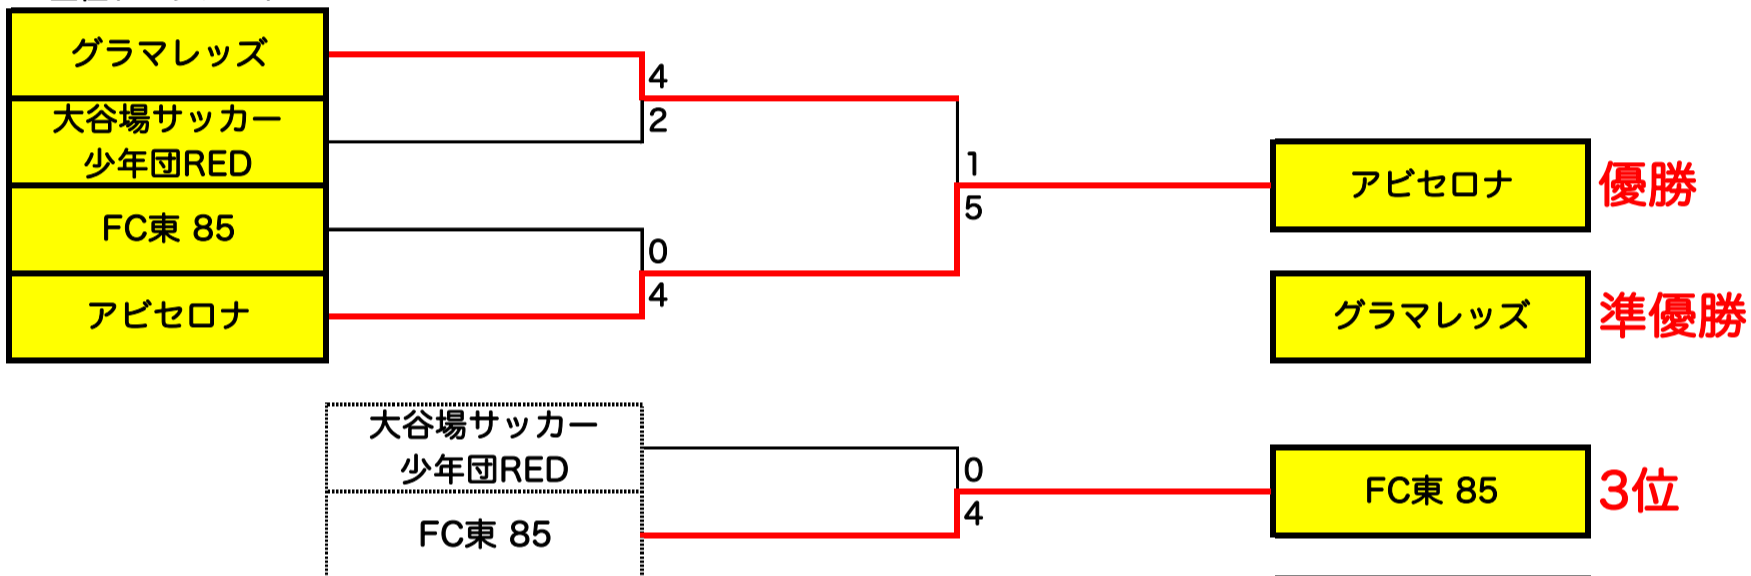 グラマレッズ
4
大谷場サッカー
少年団RED
2
1
アビセロナ 優勝
5
FC東 85
0
アビセロナ
4
グラマレッズ 準優勝
大谷場サッカー
少年団RED
0
FC東 85 3位
4
FC東 85